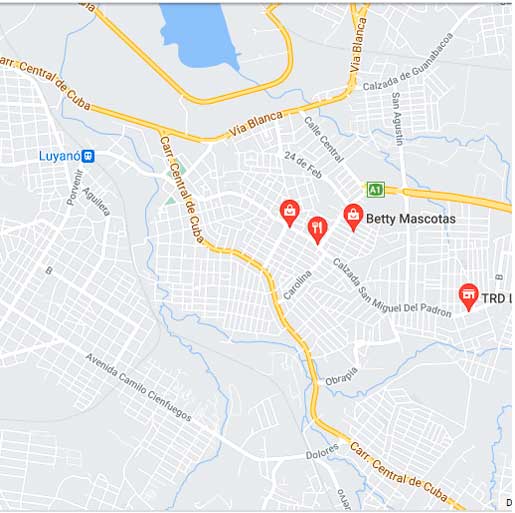 Carr. Central de Cuba
Via Blanca
Calzada de Guanabacoa
San Agustin
Via Blanca
Calle Central
24 de Feb
Luyanó
Porvenir
Aguilera
Carr. Central de Cuba
A1
Betty Mascotas
B
B
Carolina
Calzada San Miguel Del Padron
TRD L
Avenida Camilo Cienfuegos
Obrapia
Dolores
Carr. Central de Cuba
ervo
D